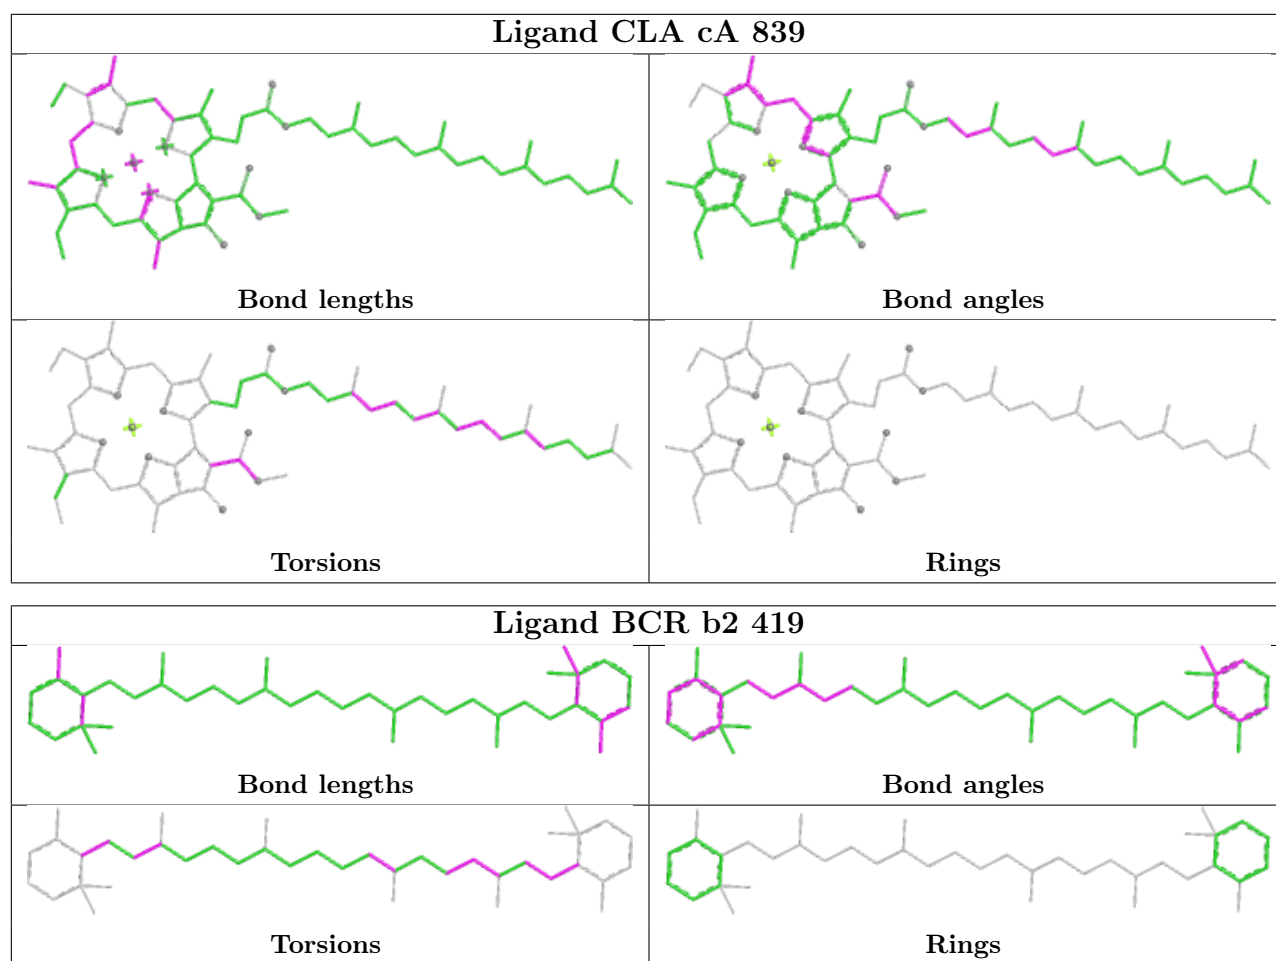 Ligand CLA cA 839
Bond lengths
Bond angles
Torsions
Rings
Ligand BCR b2 419
Bond lengths
Bond angles
Torsions
Rings